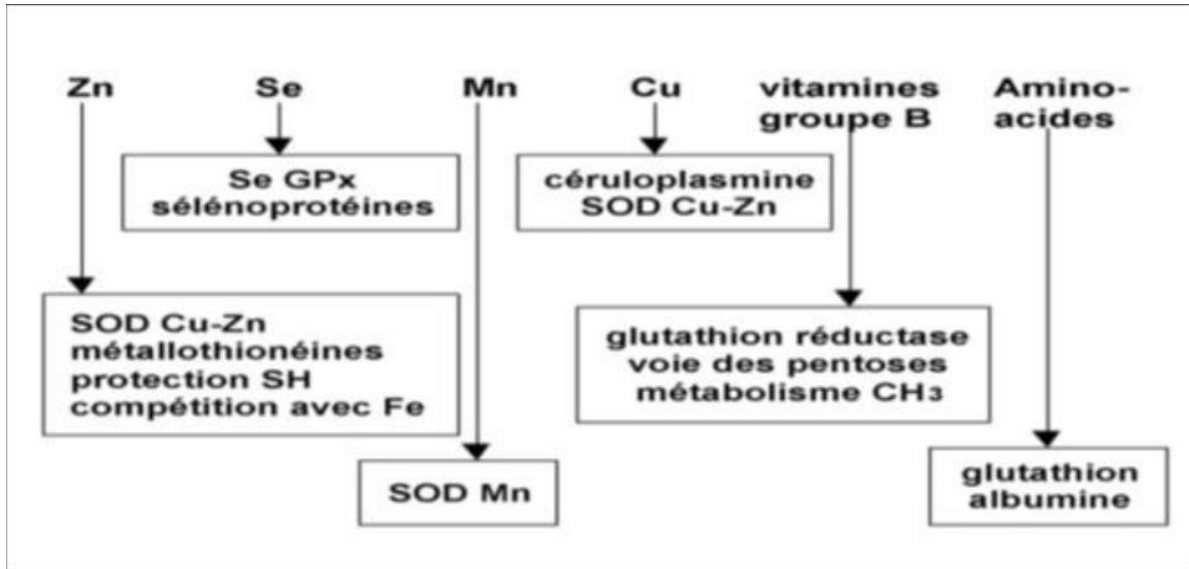 Zn
Se
Mn
Cu
vitamines
groupe B
Amino-
acides
Se GPx
sélénoprotéines
céruloplasmine
SOD Cu-Zn
SOD Cu-Zn
métallothionéines
protection SH
compétition avec Fe
glutathion réductase
voie des pentoses
métabolisme CH3
SOD Mn
glutathion
albumine